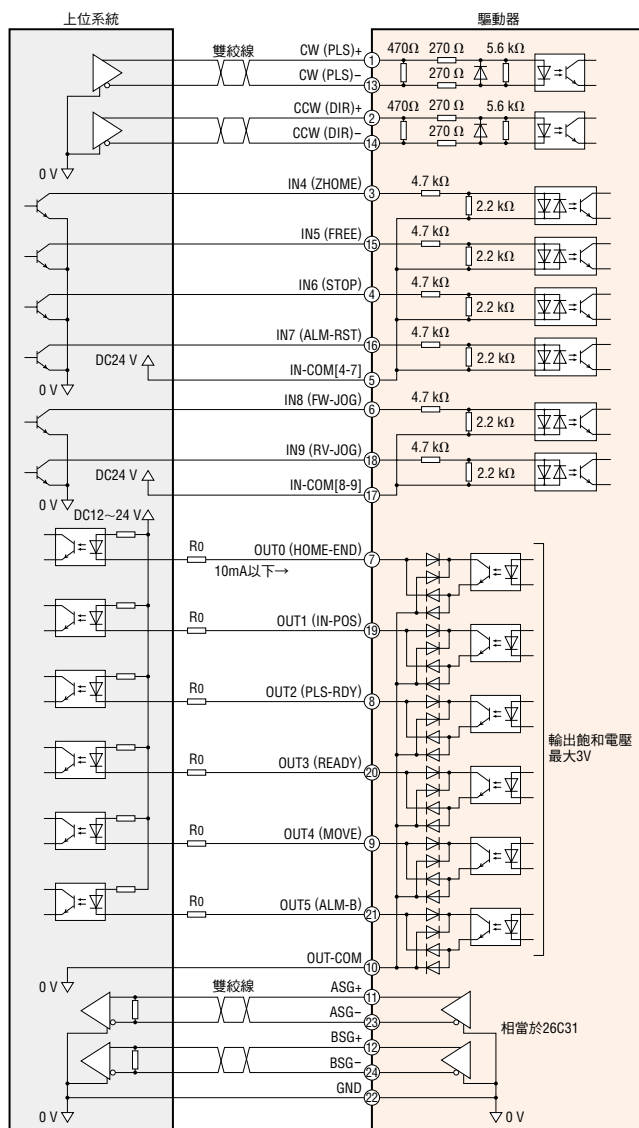 上位系統 驅動器
雙絞線 CW (PLS)+ 1 470Ω 270 Ω 5.6 kΩ
CW (PLS)− 13 270 Ω
CCW (DIR)+ 2 470Ω 270 Ω 5.6 kΩ
CCW (DIR)− 14 270 Ω
0 V
IN4 (ZHOME) 3 4.7 kΩ
2.2 kΩ
IN5 (FREE) 15 4.7 kΩ
2.2 kΩ
IN6 (STOP) 4 4.7 kΩ
2.2 kΩ
IN7 (ALM-RST) 16 4.7 kΩ
DC24 V 2.2 kΩ
IN-COM[4-7] 5
0 V
IN8 (FW-JOG) 6 4.7 kΩ
2.2 kΩ
IN9 (RV-JOG) 18 4.7 kΩ
DC24 V 2.2 kΩ
IN-COM[8-9] 17
DC12～24 V
R0 OUT0 (HOME-END) 7
10mA以下→
R0 OUT1 (IN-POS) 19
R0 OUT2 (PLS-RDY) 8
輸出飽和電壓
最大3V
R0 OUT3 (READY) 20
R0 OUT4 (MOVE) 9
R0 OUT5 (ALM-B) 21
OUT-COM 10
0 V
雙絞線 ASG+ 11
ASG− 23
相當於26C31
BSG+ 12
BSG− 24
GND 22
0 V 0 V